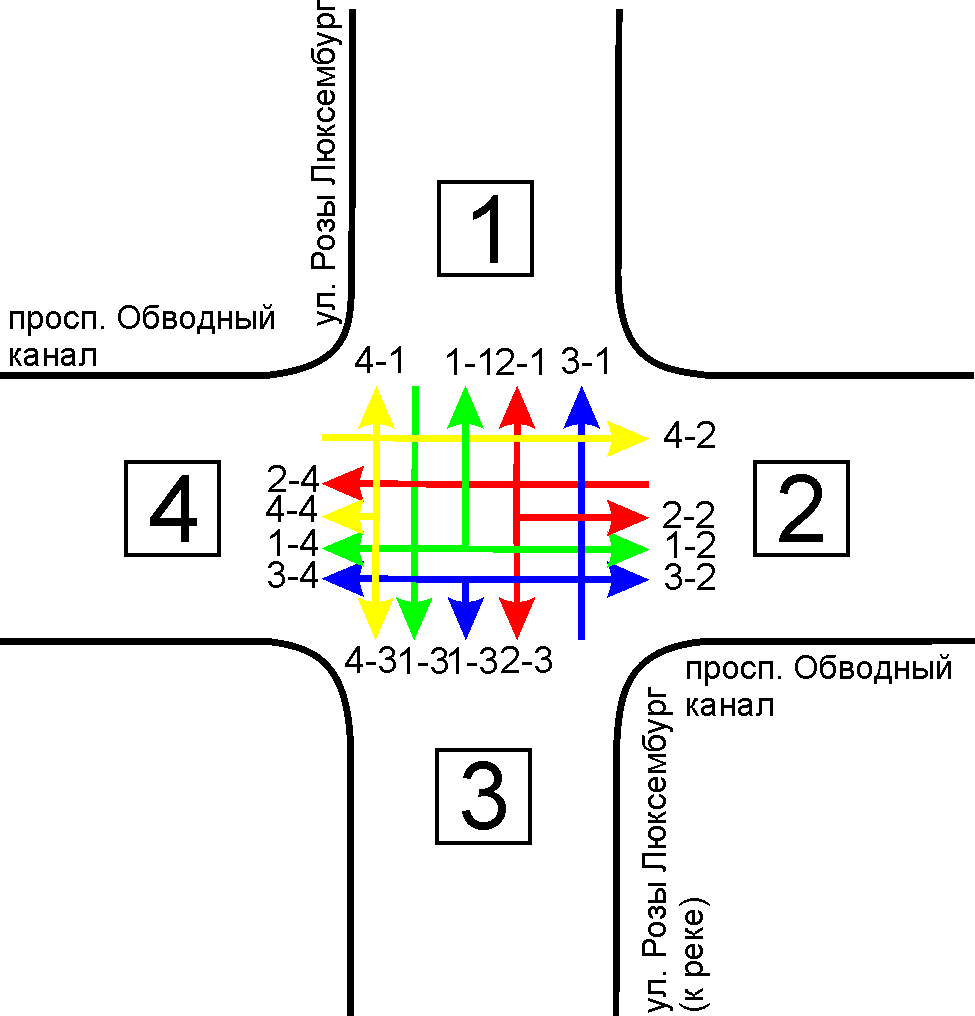 ул. Розы Люксембург
1
просп. Обводный
канал
4-1
1-1
2-1
3-1
4-2
2-4
4-4
1-4
3-4
4
2-2
1-2
3-2
2
4-3
1-3
1-3
2-3
просп. Обводный
канал
3
ул. Розы Люксембург
(к реке)